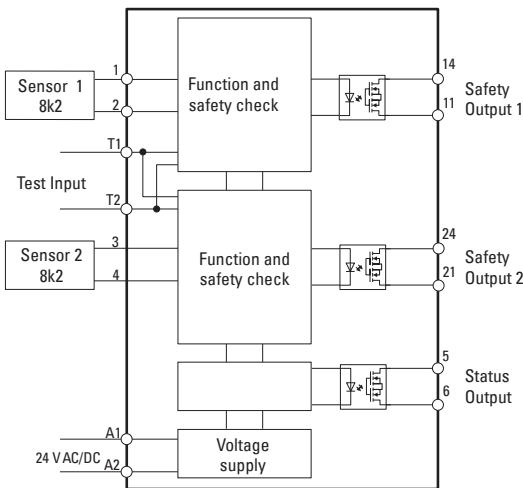 Sensor 1
8k2
1
2
Function and
safety check
14
11
Safety
Output 1
T1
Test Input
T2
Sensor 2
8k2
3
4
Function and
safety check
24
21
Safety
Output 2
5
6
Status
Output
A1
24 V AC/DC
A2
Voltage
supply